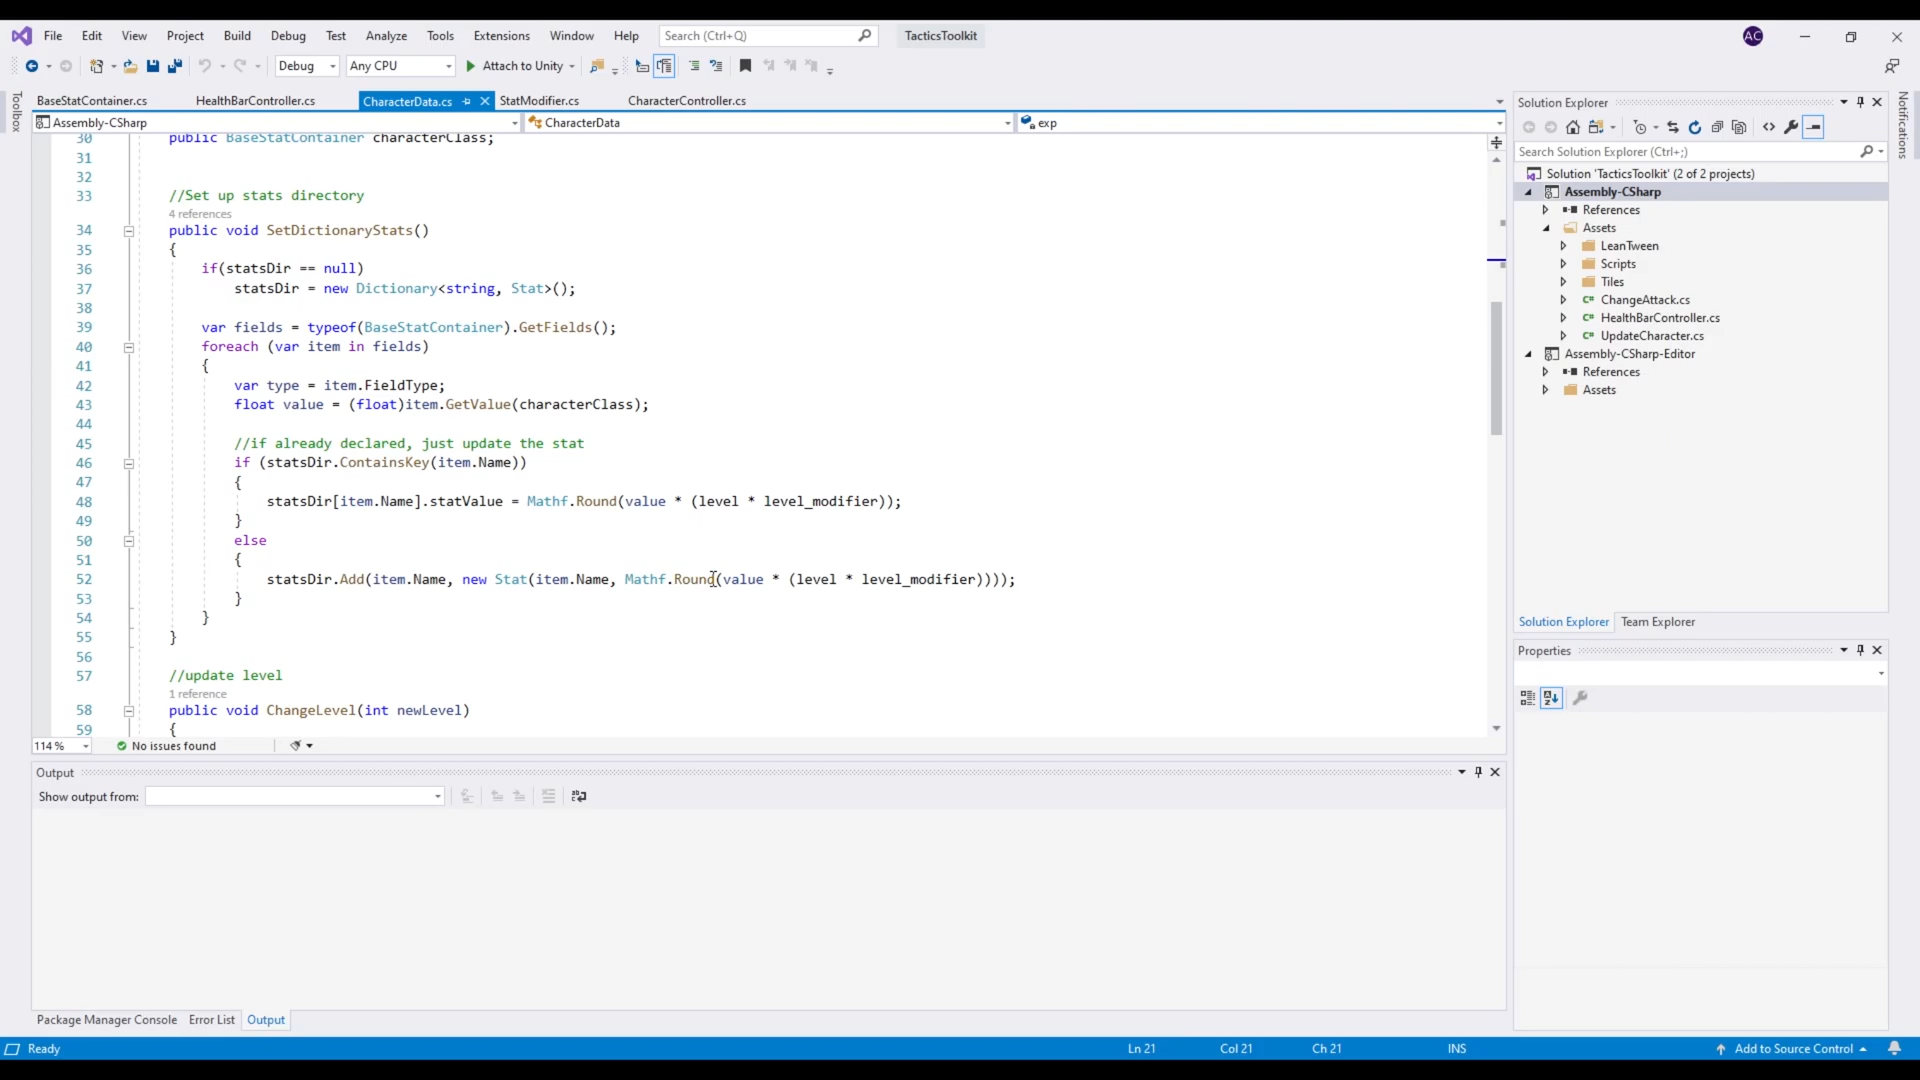 File Edit View Project Build Debug Test Analyze Tools Extensions Window Help Search (Ctrl+Q) TacticsToolkit AC
Debug Any CPU Attach to Unity
Toolbox
BaseStatContainer.cs HealthBarController.cs CharacterData.cs StatModifier.cs CharacterController.cs
Assembly-CSharp CharacterData exp
30 public BaseStatContainer characterClass;
31
32
33 //Set up stats directory
4 references
34 public void SetDictionaryStats()
35 {
36 if(statsDir == null)
37 statsDir = new Dictionary<string, Stat>();
38
39 var fields = typeof(BaseStatContainer).GetFields();
40 foreach (var item in fields)
41 {
42 var type = item.FieldType;
43 float value = (float)item.GetValue(characterClass);
44
45 //if already declared, just update the stat
46 if (statsDir.ContainsKey(item.Name))
47 {
48 statsDir[item.Name].statValue = Mathf.Round(value * (level * level_modifier));
49 }
50 else
51 {
52 statsDir.Add(item.Name, new Stat(item.Name, Mathf.Round(value * (level * level_modifier))));
53 }
54 }
55 }
56
57 //update level
1 reference
58 public void ChangeLevel(int newLevel)
59 {
114 % No issues found
Output
Show output from:
Package Manager Console Error List Output
Solution Explorer
Search Solution Explorer (Ctrl+;)
Solution 'TacticsToolkit' (2 of 2 projects)
Assembly-CSharp
References
Assets
LeanTween
Scripts
Tiles
C# ChangeAttack.cs
C# HealthBarController.cs
C# UpdateCharacter.cs
Assembly-CSharp-Editor
References
Assets
Solution Explorer Team Explorer
Properties
Notifications
Ready Ln 21 Col 21 Ch 21 INS Add to Source Control